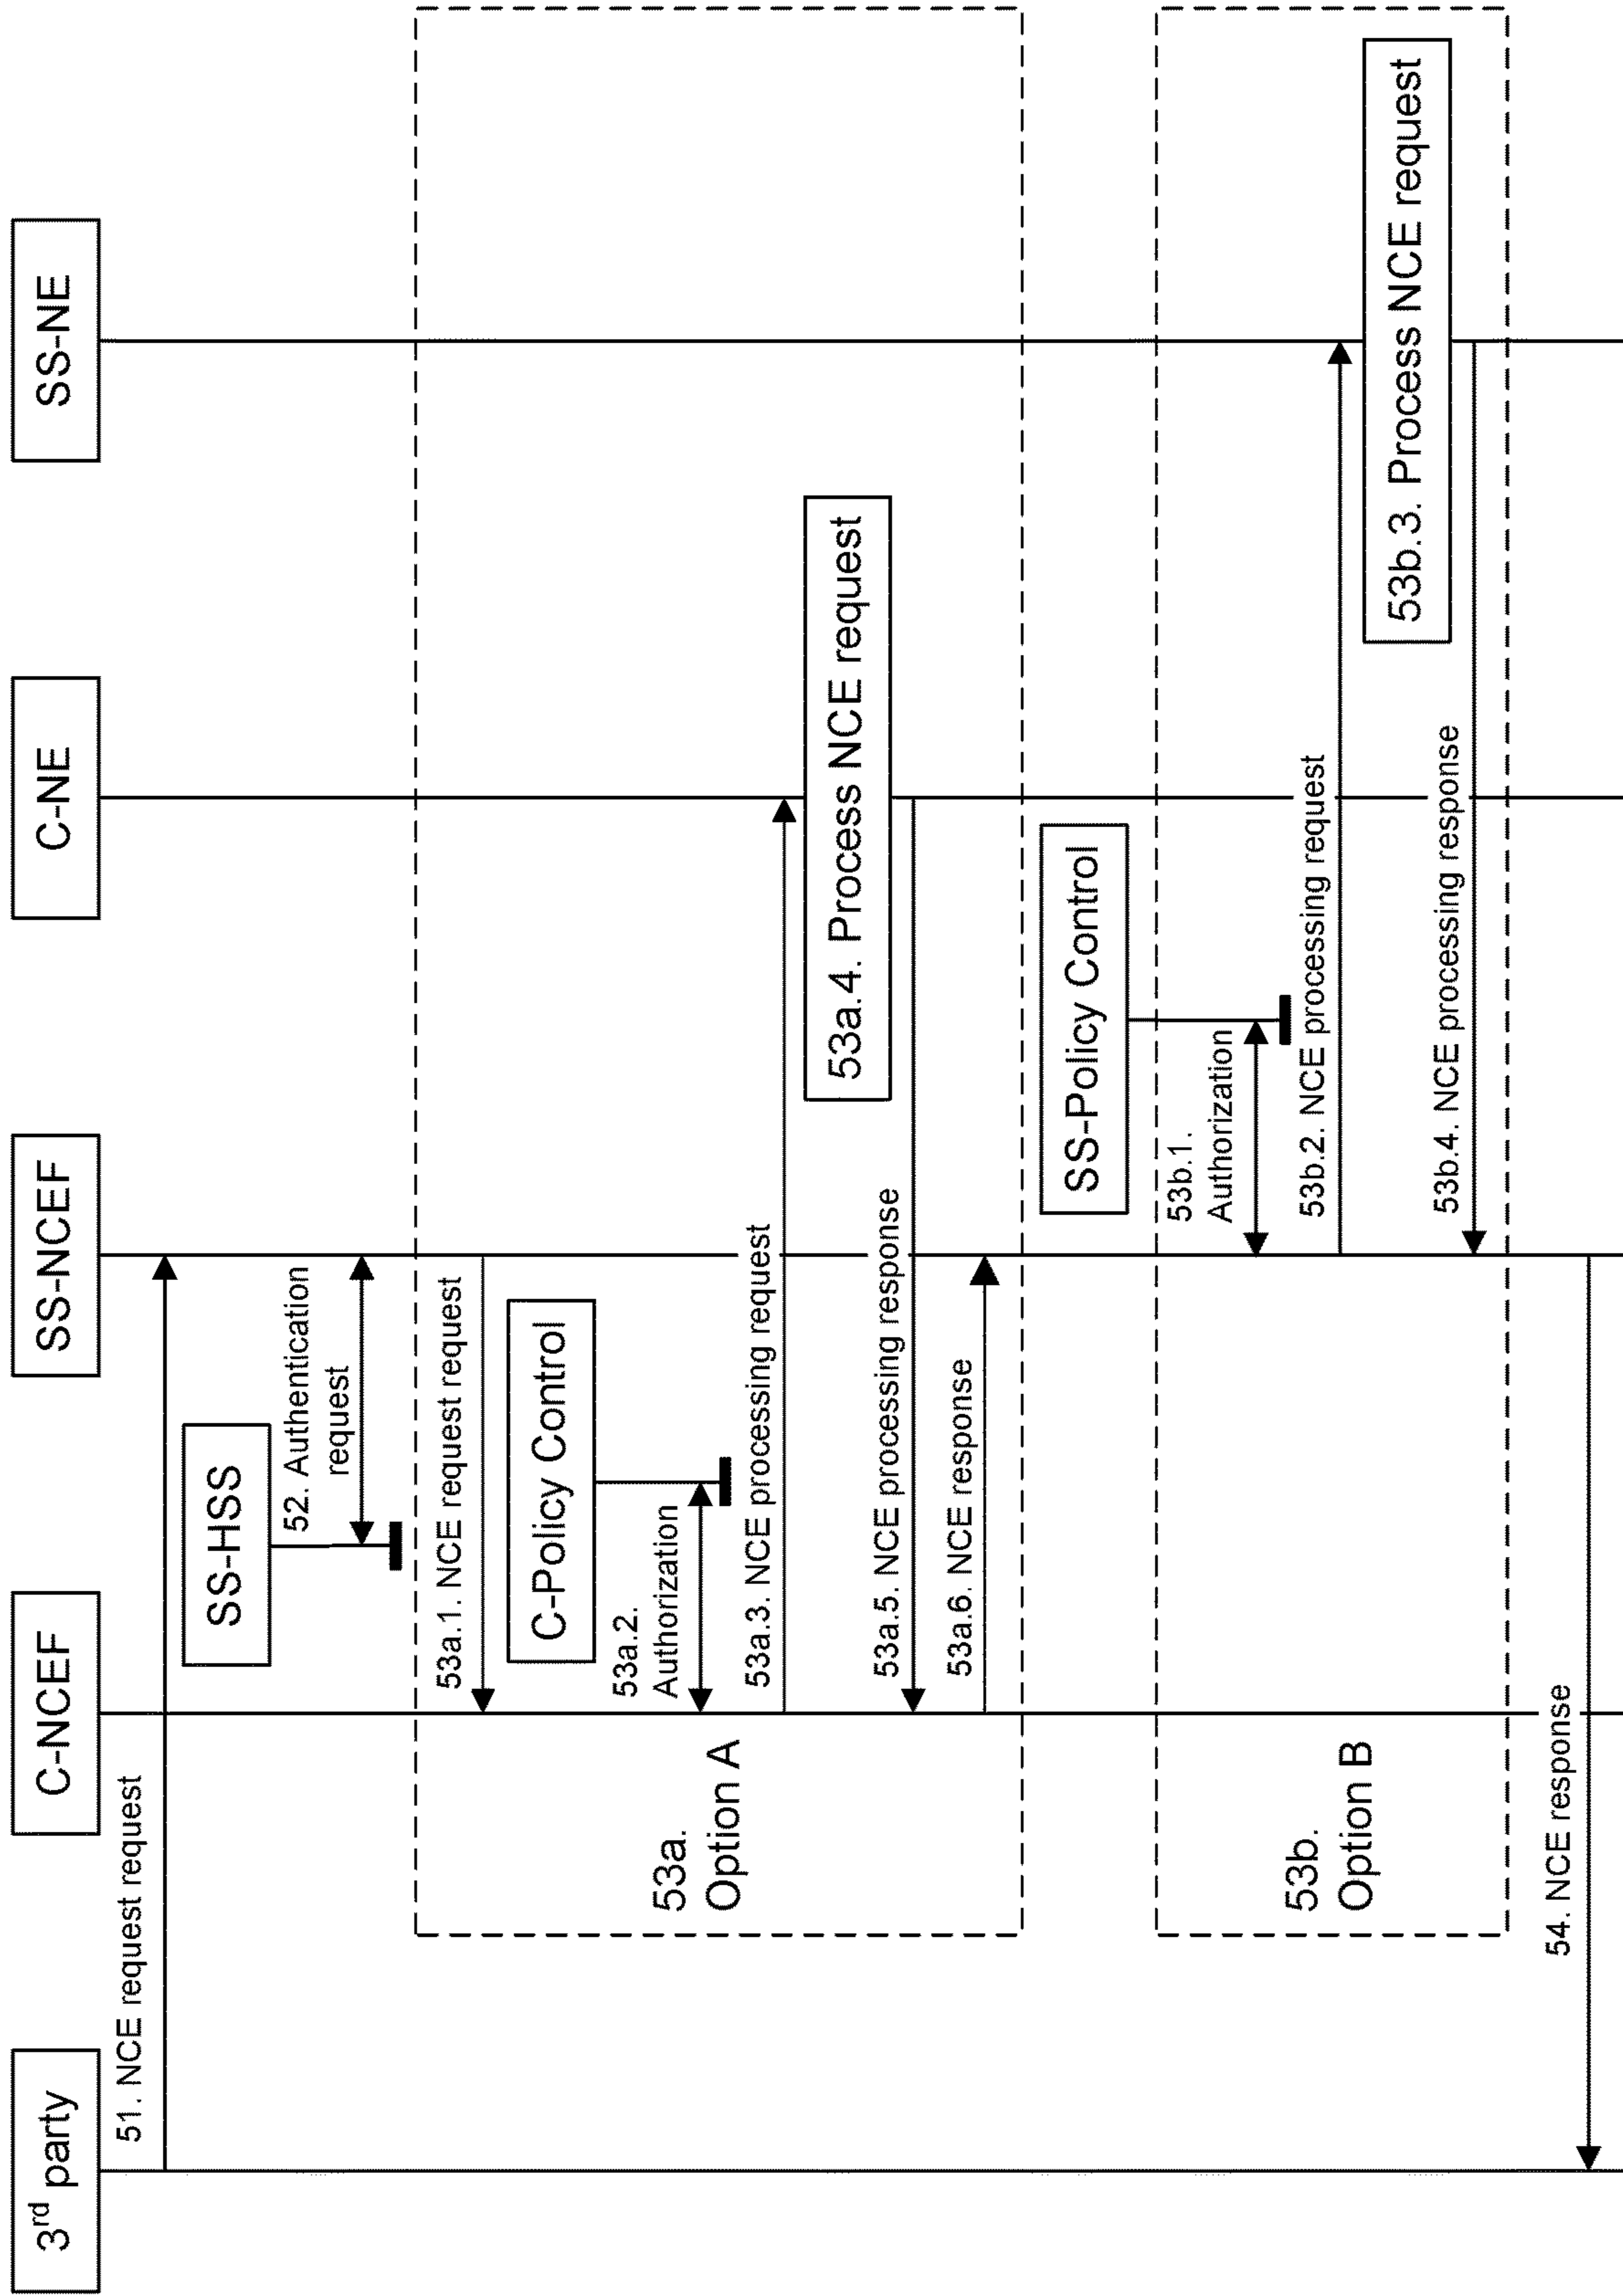 3rd party
C-NCEF
SS-NCEF
C-NE
SS-NE
51. NCE request request
SS-HSS
52. Authentication
request
53a.
Option A
53a.1. NCE request request
C-Policy Control
53a.2.
Authorization
53a.3. NCE processing request
53a.4. Process NCE request
53a.5. NCE processing response
53a.6. NCE response
SS-Policy Control
53b.
Option B
53b.1.
Authorization
53b.2. NCE processing request
53b.3. Process NCE request
53b.4. NCE processing response
54. NCE response